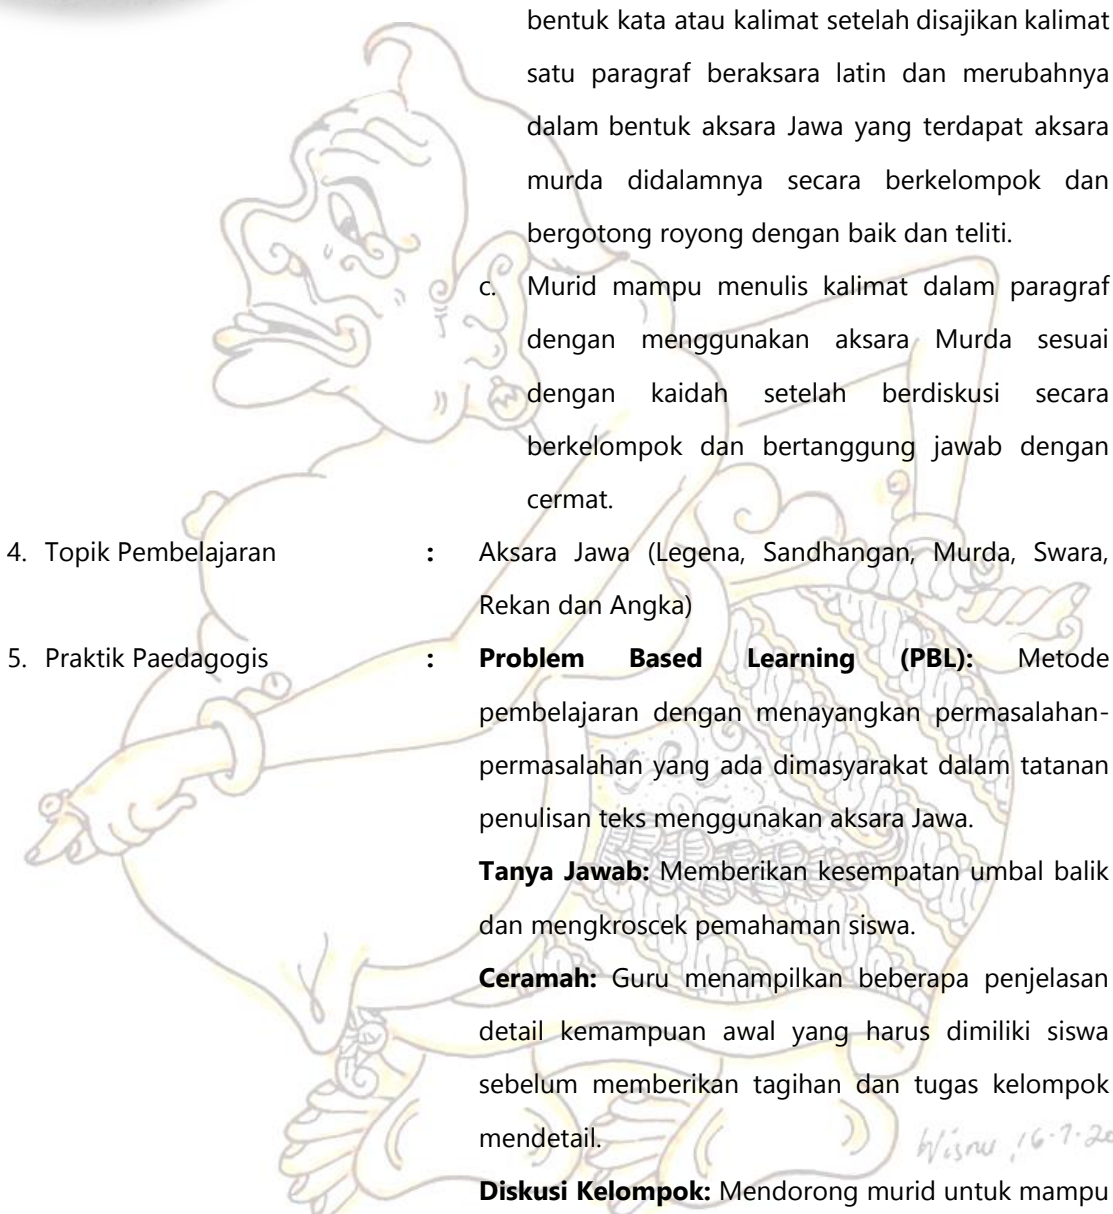 bentuk kata atau kalimat setelah disajikan kalimat
satu paragraf beraksara latin dan merubahnya
dalam bentuk aksara Jawa yang terdapat aksara
murda didalamnya secara berkelompok dan
bergotong royong dengan baik dan teliti.
c. Murid mampu menulis kalimat dalam paragraf
dengan menggunakan aksara Murda sesuai
dengan kaidah setelah berdiskusi secara
berkelompok dan bertanggung jawab dengan
cermat.
4. Topik Pembelajaran : Aksara Jawa (Legena, Sandhangan, Murda, Swara,
Rekan dan Angka)
5. Praktik Paedagogis : Problem Based Learning (PBL): Metode
pembelajaran dengan menayangkan permasalahan-
permasalahan yang ada dimasyarakat dalam tatanan
penulisan teks menggunakan aksara Jawa.
Tanya Jawab: Memberikan kesempatan umbal balik
dan mengkroscek pemahaman siswa.
Ceramah: Guru menampilkan beberapa penjelasan
detail kemampuan awal yang harus dimiliki siswa
sebelum memberikan tagihan dan tugas kelompok
mendetail.
Wisnu, 16-7-20
Diskusi Kelompok: Mendorong murid untuk mampu